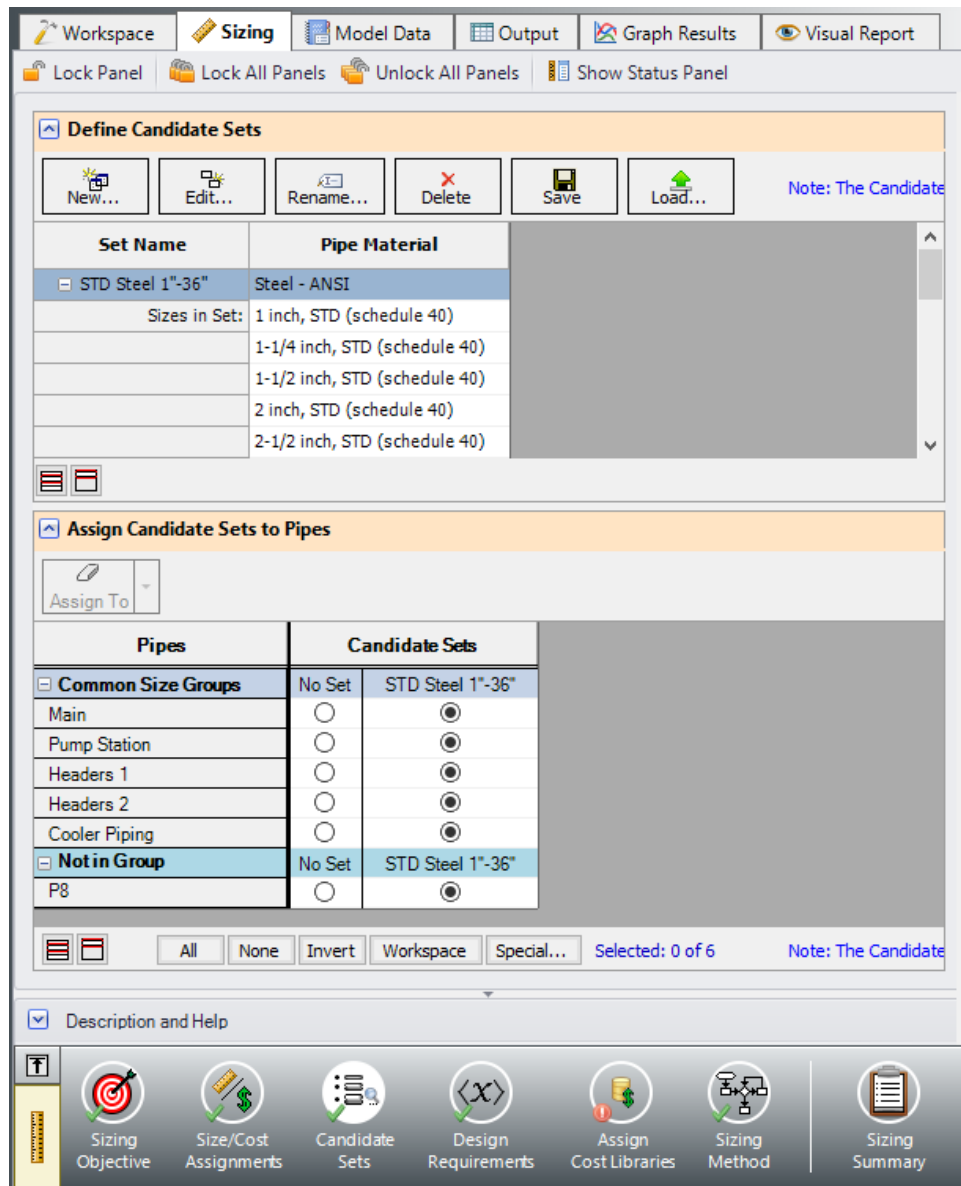 Workspace Sizing Model Data Output Graph Results Visual Report
Lock Panel Lock All Panels Unlock All Panels Show Status Panel
Define Candidate Sets
New... Edit... Rename... Delete Save Load... Note: The Candidate
Set Name Pipe Material
STD Steel 1"-36" Steel - ANSI
Sizes in Set: 1 inch, STD (schedule 40)
1-1/4 inch, STD (schedule 40)
1-1/2 inch, STD (schedule 40)
2 inch, STD (schedule 40)
2-1/2 inch, STD (schedule 40)
Assign Candidate Sets to Pipes
Assign To
Pipes Candidate Sets
Common Size Groups No Set STD Steel 1"-36"
Main
Pump Station
Headers 1
Headers 2
Cooler Piping
Not in Group No Set STD Steel 1"-36"
P8
All None Invert Workspace Special... Selected: 0 of 6 Note: The Candidate
Description and Help
Sizing Size/Cost Candidate Design Assign Sizing Sizing
Objective Assignments Sets Requirements Cost Libraries Method Summary